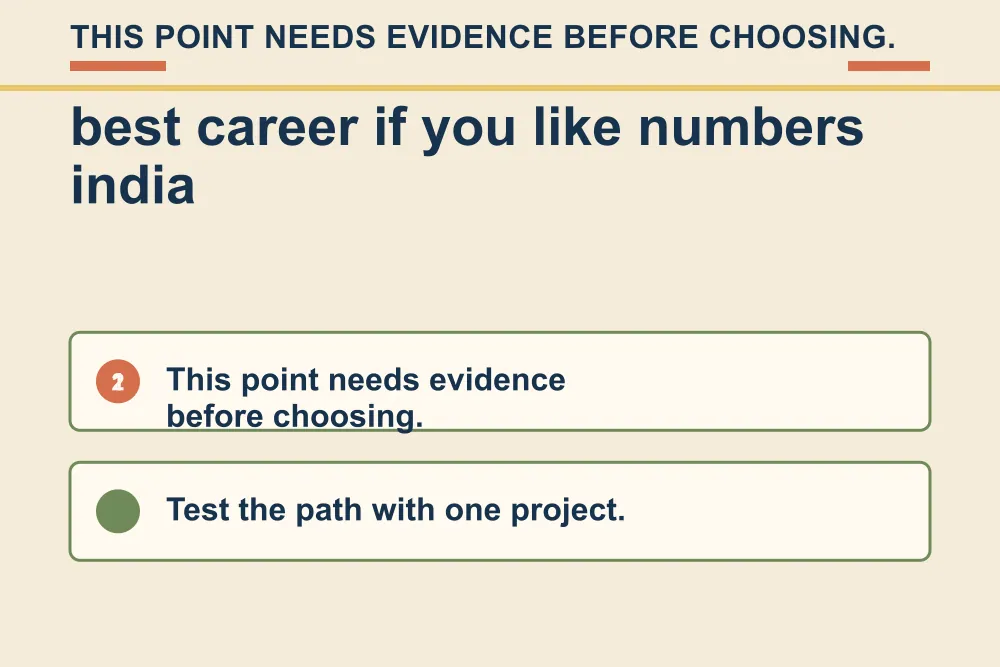 THIS POINT NEEDS EVIDENCE BEFORE CHOOSING.
best career if you like numbers
india
2
This point needs evidence
before choosing.
Test the path with one project.